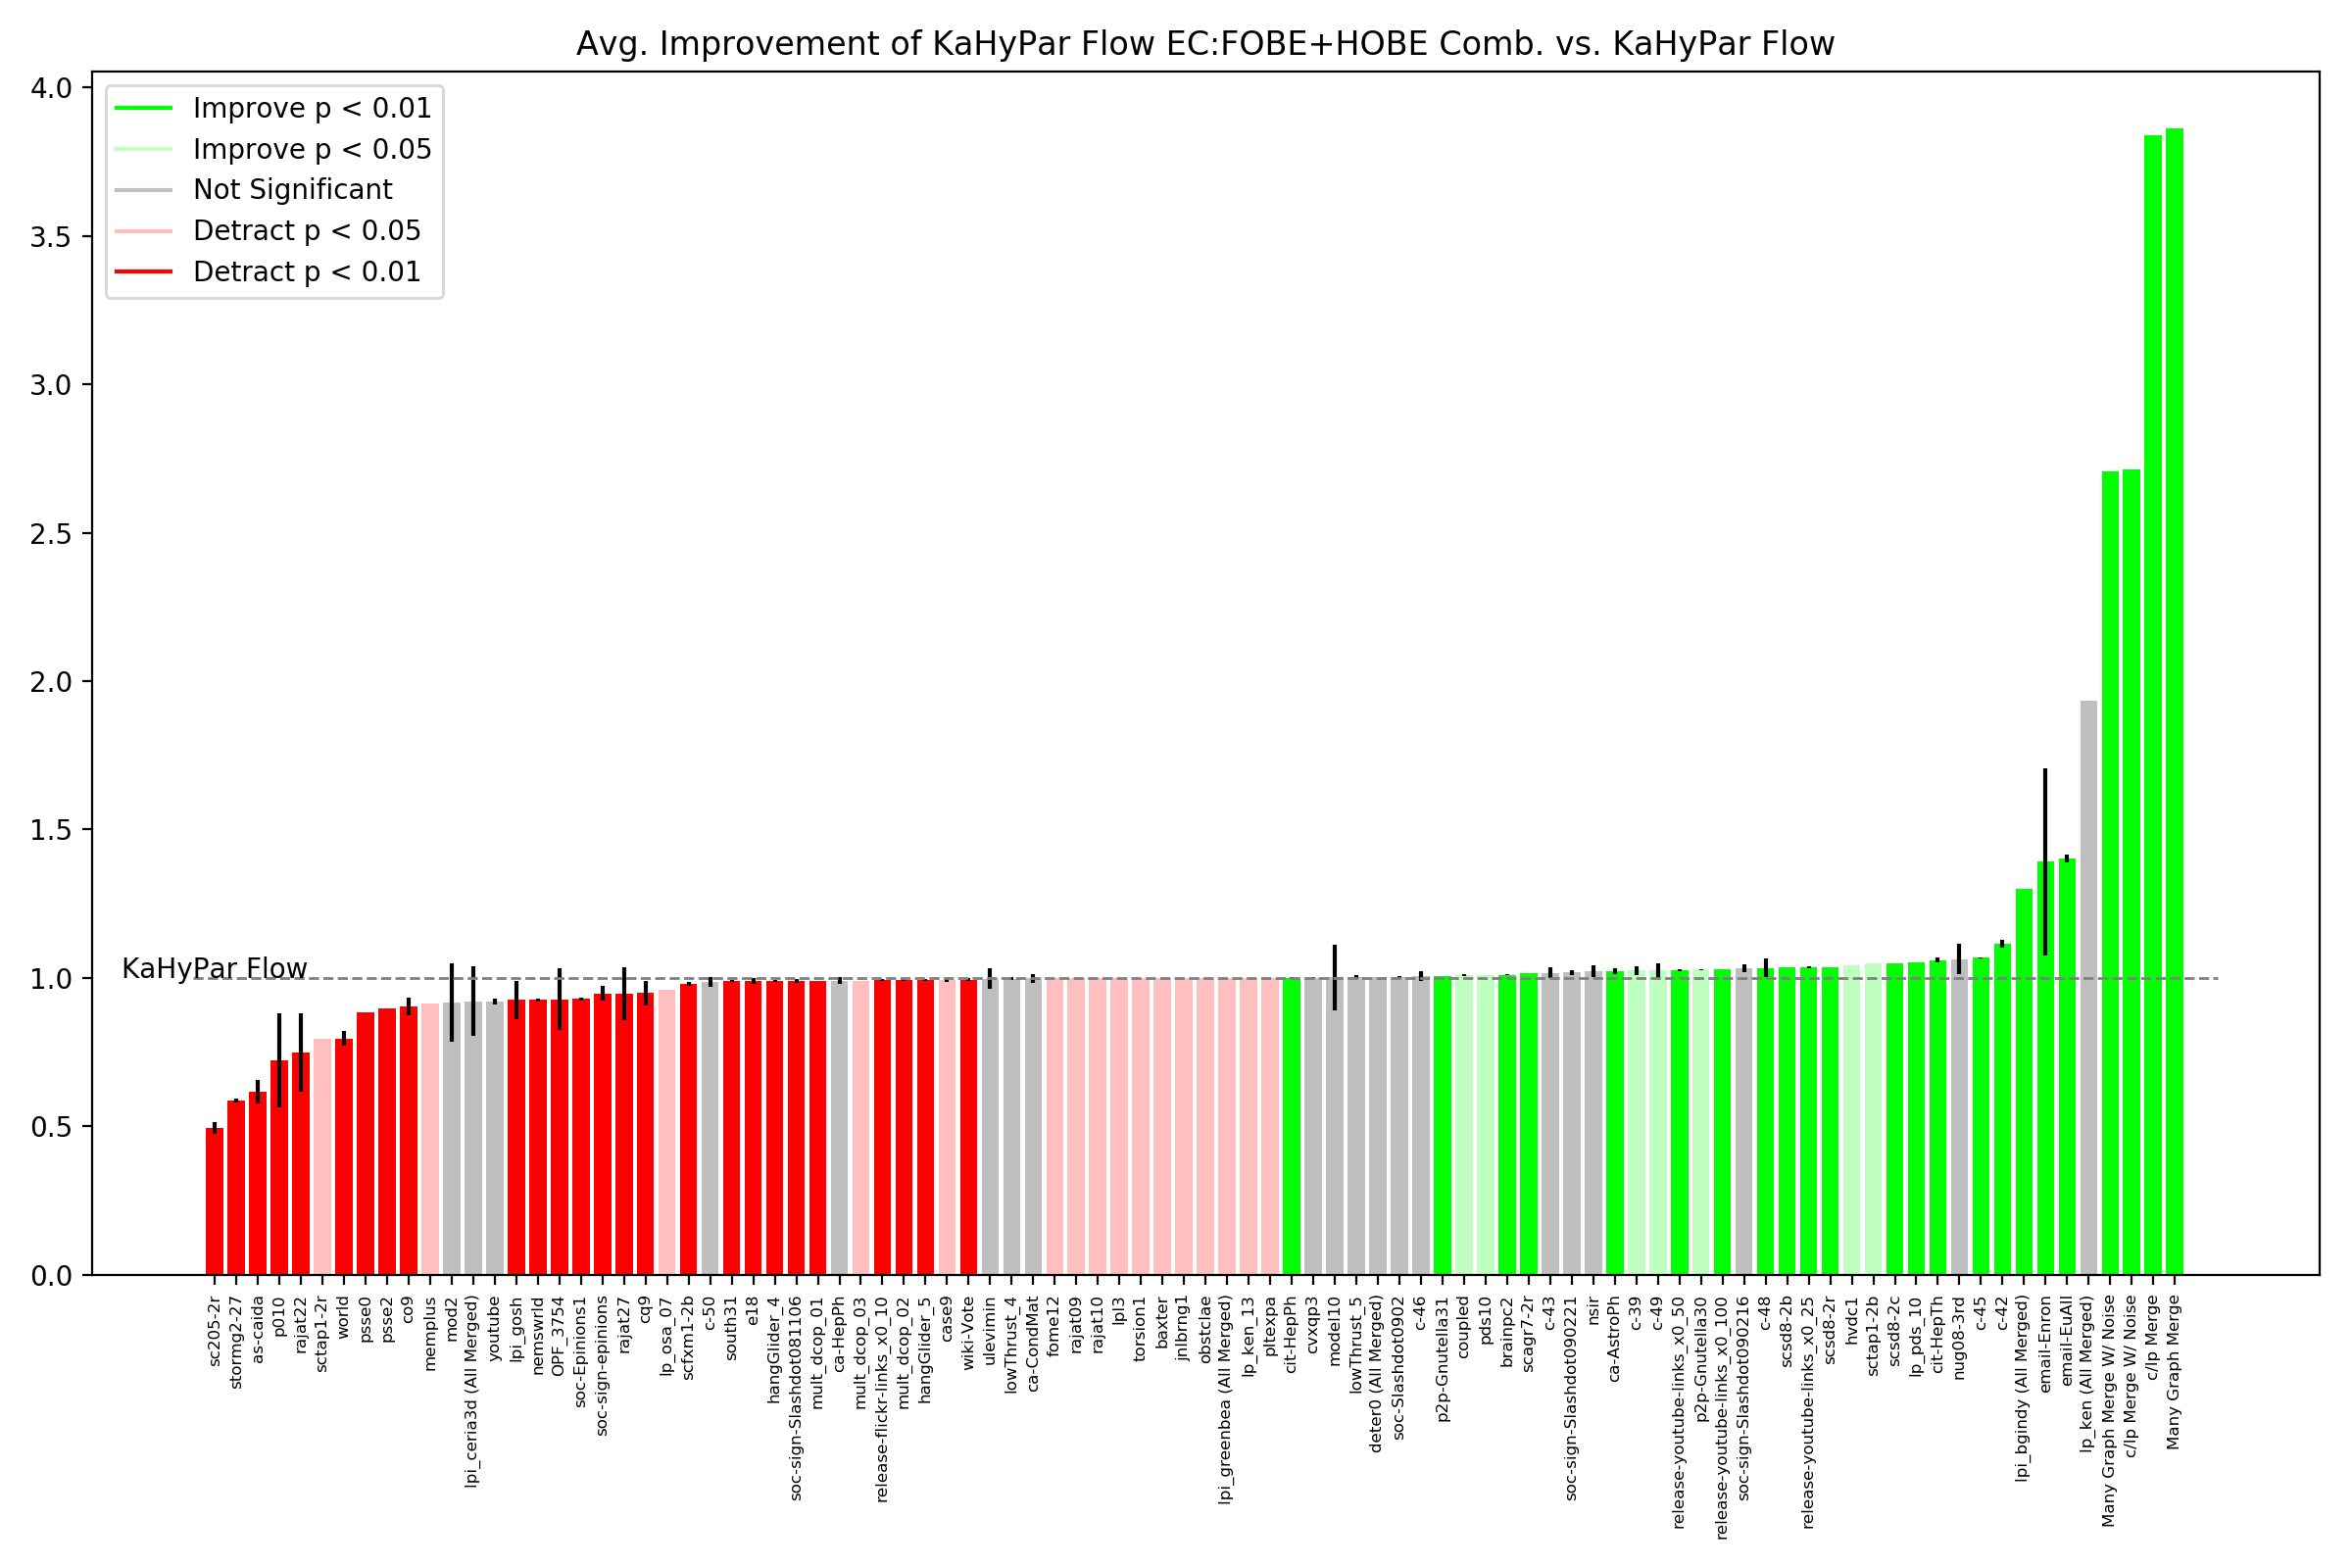 Avg. Improvement of KaHyPar Flow EC:FOBE+HOBE Comb. vs. KaHyPar Flow
4.0
3.5
3.0
2.5
2.0
1.5
1.0
0.5
0.0
Improve p < 0.01
Improve p < 0.05
Not Significant
Detract p < 0.05
Detract p < 0.01
KaHyPar Flow
sc205-2r
stormg2-27
as-caida
p010
rajat22
sctap1-2r
world
psse0
psse2
co9
memplus
mod2
lpi_ceria3d (All Merged)
youtube
lpi_gosh
nemswrld
OPF_3754
soc-Epinions1
soc-sign-epinions
rajat27
cq9
lp_osa_07
scfxm1-2b
c-50
south31
e18
hangGlider_4
soc-sign-Slashdot081106
mult_dcop_01
ca-HepPh
mult_dcop_03
release-flickr-links_x0_10
mult_dcop_02
hangGlider_5
case9
wiki-Vote
ulevimin
lowThrust_4
ca-CondMat
fome12
rajat09
rajat10
lpl3
torsion1
baxter
jnlbrng1
obstclae
lpi_greenbea (All Merged)
lp_ken_13
pltexpa
cit-HepPh
cvxqp3
model10
lowThrust_5
deter0 (All Merged)
soc-Slashdot0902
c-46
p2p-Gnutella31
coupled
pds10
brainpc2
scagr7-2r
c-43
soc-sign-Slashdot090221
nsir
ca-AstroPh
c-39
c-49
release-youtube-links_x0_50
p2p-Gnutella30
release-youtube-links_x0_100
soc-sign-Slashdot090216
c-48
scsd8-2b
release-youtube-links_x0_25
scsd8-2r
hvdc1
sctap1-2b
scsd8-2c
lp_pds_10
cit-HepTh
nug08-3rd
c-45
c-42
lpi_bgindy (All Merged)
email-Enron
email-EuAll
lp_ken (All Merged)
Many Graph Merge W/ Noise
c/lp Merge W/ Noise
c/lp Merge
Many Graph Merge